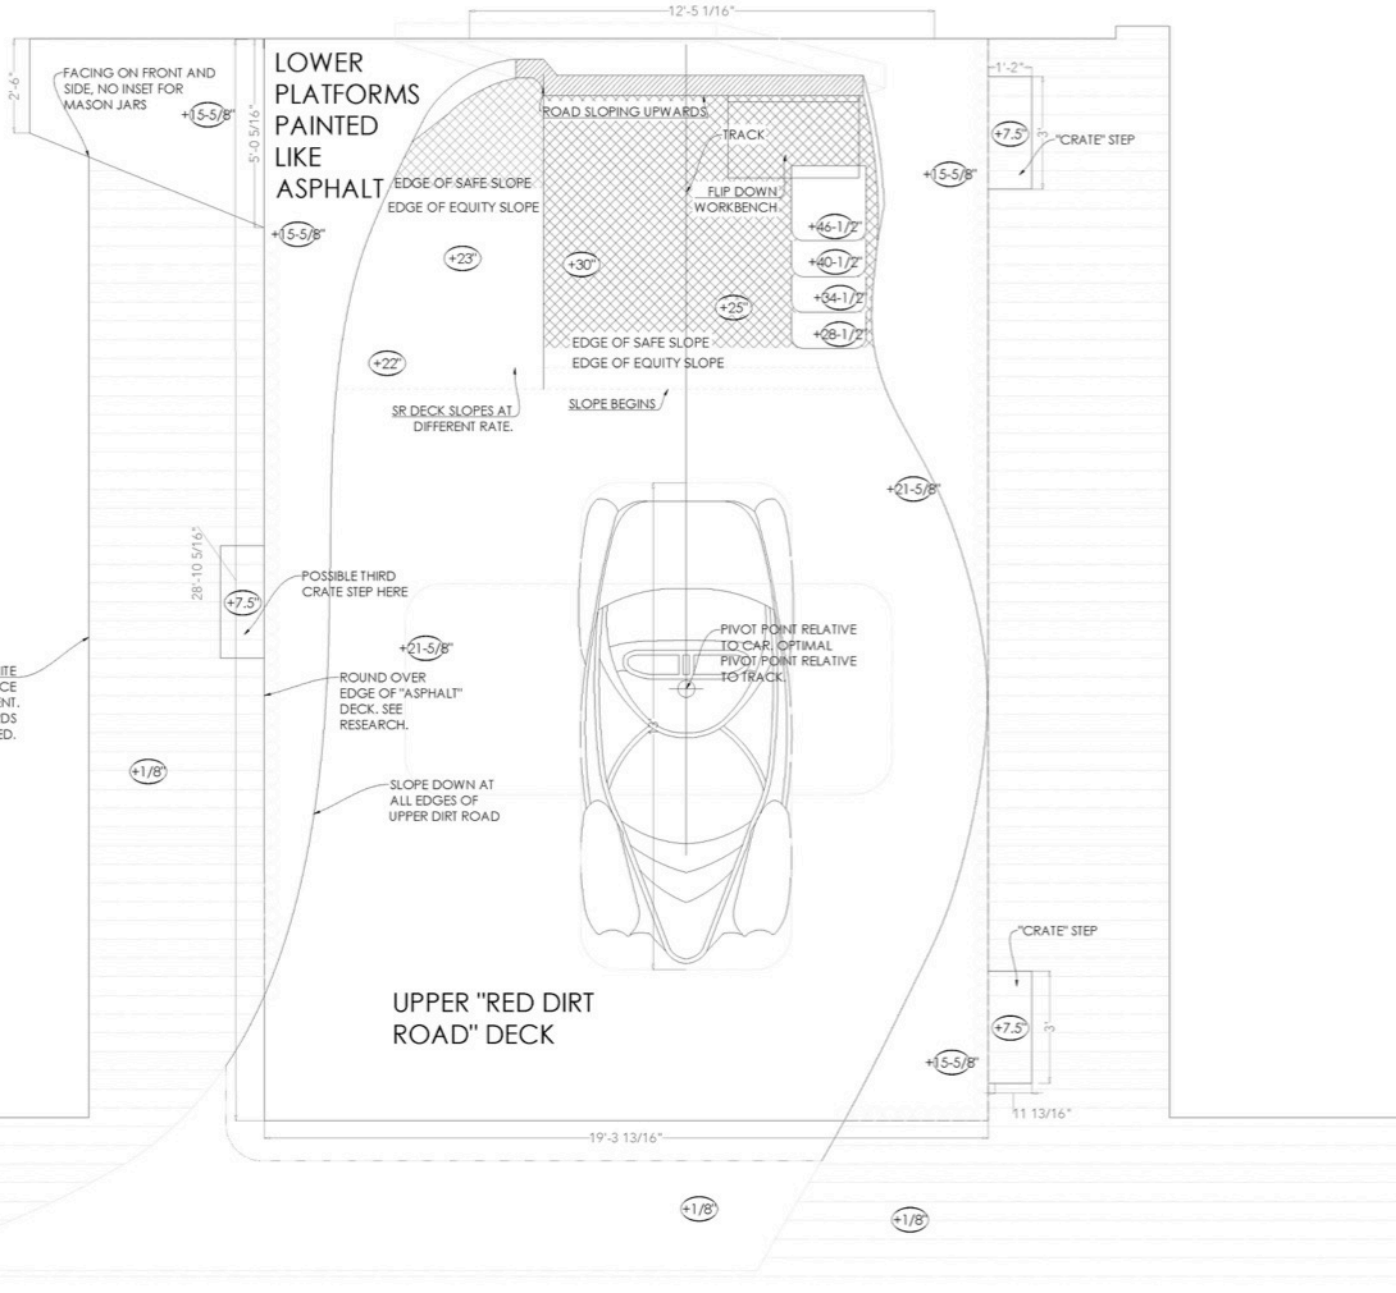 12'-5 1/16"
2'-6"
FACING ON FRONT AND
SIDE, NO INSET FOR
MASON JARS
+15-5/8"
5'-0 5/16"
LOWER
PLATFORMS
PAINTED
LIKE
ASPHALT
ROAD SLOPING UPWARDS
TRACK
1'-2"
+7.5"
3'
"CRATE" STEP
+15-5/8"
EDGE OF SAFE SLOPE
EDGE OF EQUITY SLOPE
FLIP DOWN
WORKBENCH
+15-5/8"
+46-1/2"
+23"
+30"
+40-1/2"
+34-1/2"
+25"
+28-1/2"
EDGE OF SAFE SLOPE
EDGE OF EQUITY SLOPE
+22"
SR DECK SLOPES AT
DIFFERENT RATE.
SLOPE BEGINS
+21-5/8"
28'-10 5/16"
POSSIBLE THIRD
CRATE STEP HERE
+7.5"
+21-5/8"
PIVOT POINT RELATIVE
TO CAR. OPTIMAL
PIVOT POINT RELATIVE
TO TRACK.
ITE
CE
ENT.
RDS
ED.
ROUND OVER
EDGE OF "ASPHALT"
DECK. SEE
RESEARCH.
13'
+1/8"
SLOPE DOWN AT
ALL EDGES OF
UPPER DIRT ROAD
"CRATE" STEP
UPPER "RED DIRT
ROAD" DECK
+7.5"
3'
+15-5/8"
11 13/16"
19'-3 13/16"
+1/8"
+1/8"